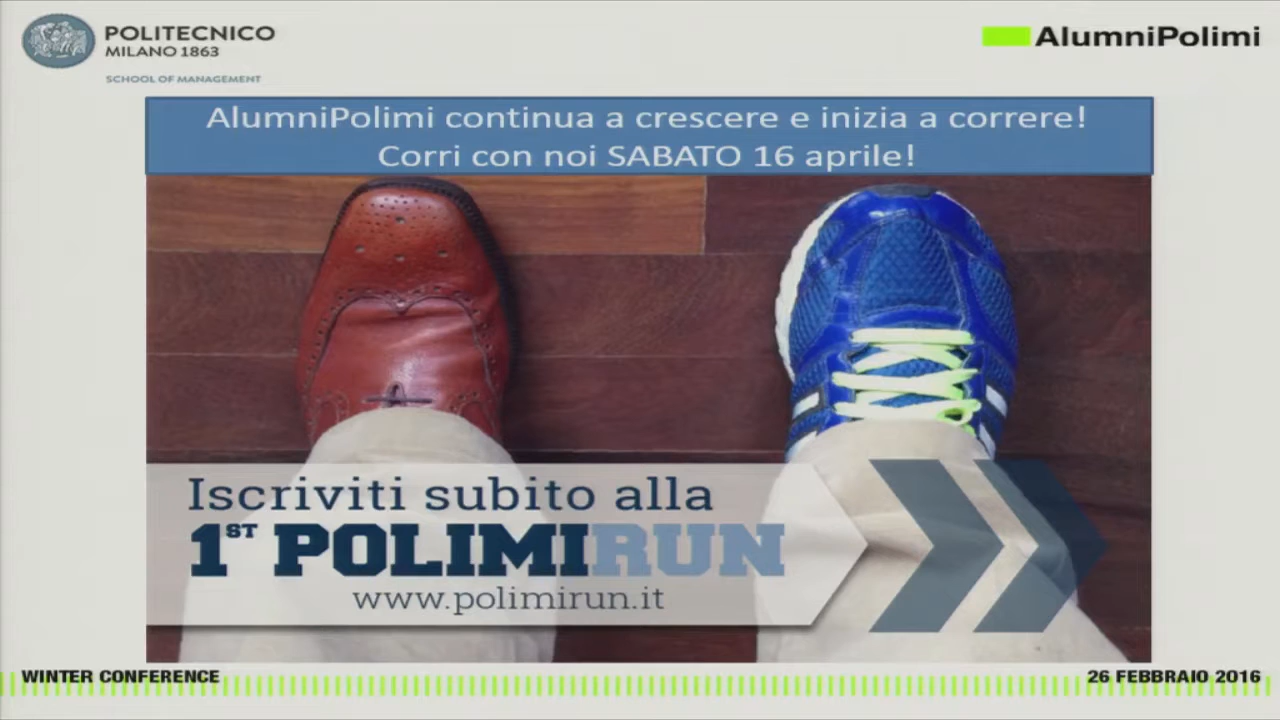 POLITECNICO
MILANO 1863
SCHOOL OF MANAGEMENT
AlumniPolimi
AlumniPolimi continua a crescere e inizia a correre!
Corri con noi SABATO 16 aprile!
Iscriviti subito alla
1ST POLIMIRUN
www.polimirun.it
WINTER CONFERENCE
26 FEBBRAIO 2016